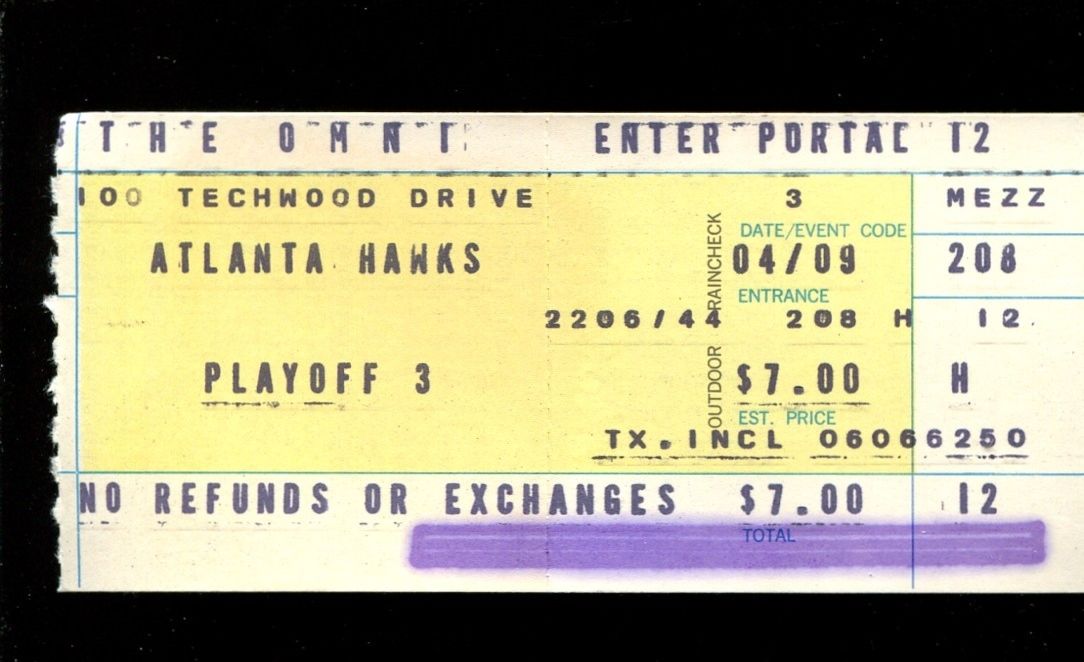 THE OMNI ENTER PORTAL 12
100 TECHWOOD DRIVE 3 MEZZ
DATE/EVENT CODE
ATLANTA HAWKS 04/09 208
ENTRANCE
2206/44 208 H 12
OUTDOOR RAINCHECK
PLAYOFF 3 $7.00 H
EST. PRICE
TX.INCL 06066250
NO REFUNDS OR EXCHANGES $7.00 12
TOTAL